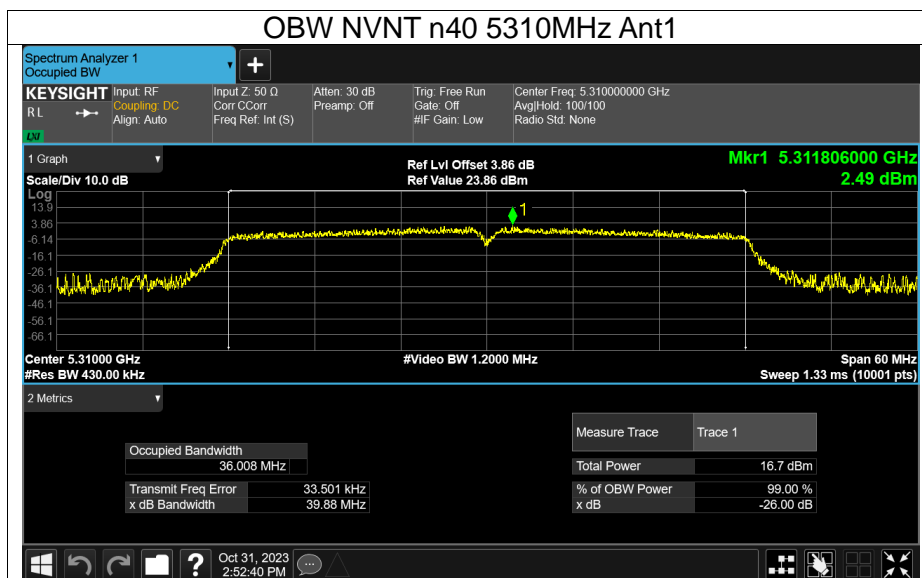 OBW NVNT n40 5310MHz Ant1
Spectrum Analyzer 1
Occupied BW
+
KEYSIGHT
R L
LXI
Input: RF
Coupling: DC
Align: Auto
Input Z: 50 Ω
Corr CCorr
Freq Ref: Int (S)
Atten: 30 dB
Preamp: Off
Trig: Free Run
Gate: Off
#IF Gain: Low
Center Freq: 5.310000000 GHz
Avg|Hold: 100/100
Radio Std: None
1 Graph
Scale/Div 10.0 dB
Ref Lvl Offset 3.86 dB
Ref Value 23.86 dBm
Mkr1 5.311806000 GHz
2.49 dBm
Log
13.9
3.86
-6.14
-16.1
-26.1
-36.1
-46.1
-56.1
-66.1
1
Center 5.31000 GHz
#Res BW 430.00 kHz
#Video BW 1.2000 MHz
Span 60 MHz
Sweep 1.33 ms (10001 pts)
2 Metrics
Measure Trace Trace 1
Occupied Bandwidth
36.008 MHz
Total Power 16.7 dBm
Transmit Freq Error 33.501 kHz
% of OBW Power 99.00 %
x dB Bandwidth 39.88 MHz
x dB -26.00 dB
?
Oct 31, 2023
2:52:40 PM